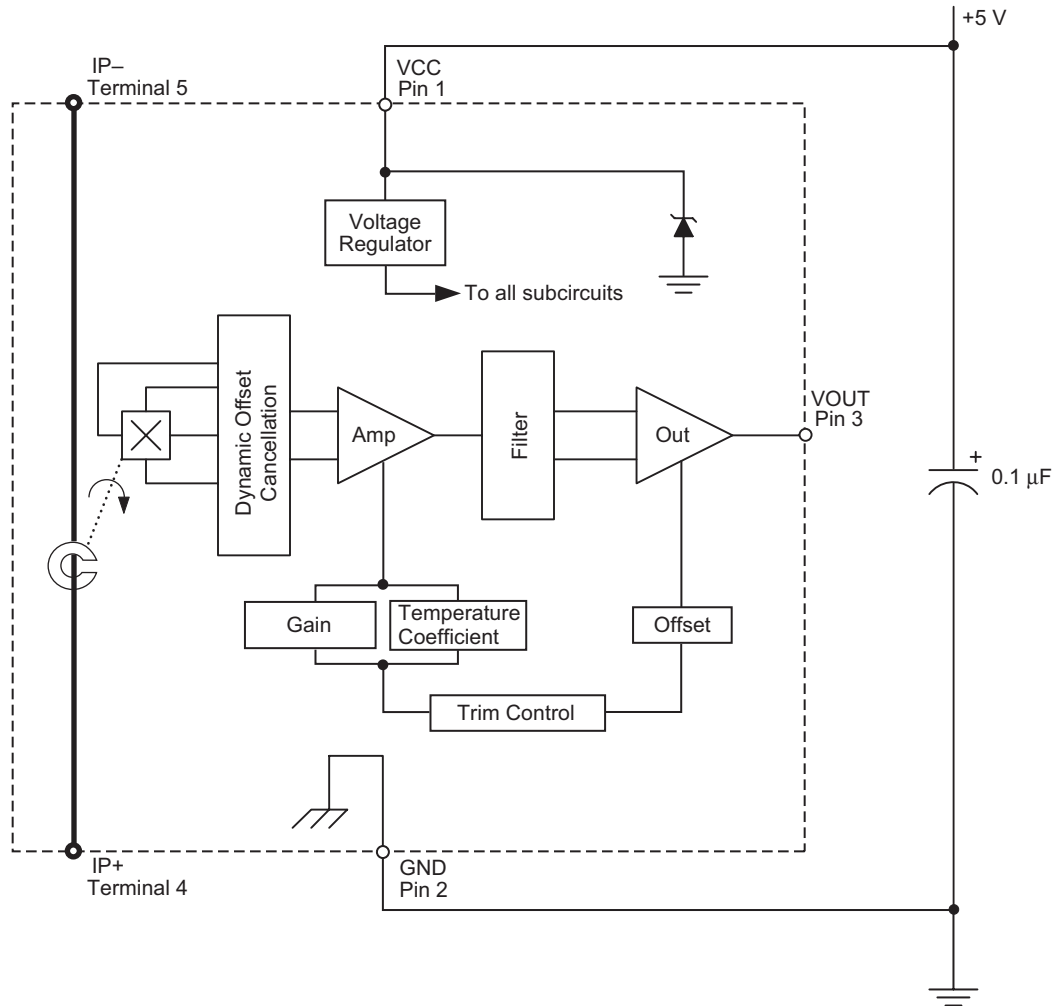 +5 V
IP–
Terminal 5
VCC
Pin 1
Voltage
Regulator
To all subcircuits
Dynamic Offset
Cancellation
Amp
Filter
Out
VOUT
Pin 3
+
0.1 µF
Gain
Temperature
Coefficient
Offset
Trim Control
IP+
Terminal 4
GND
Pin 2